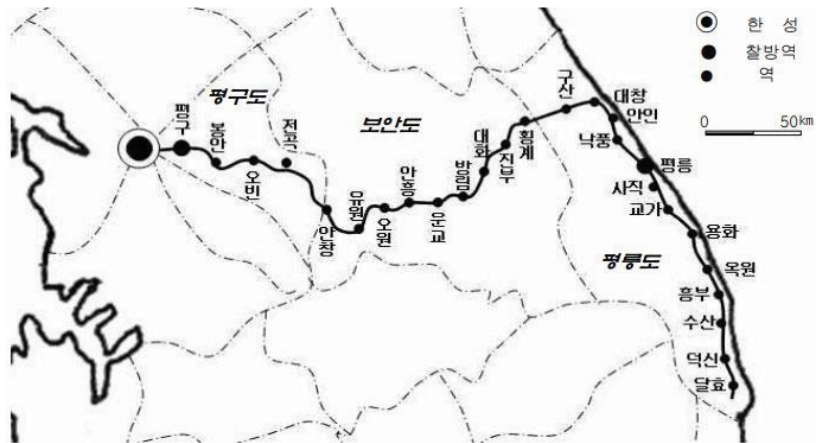 한 성
찰방역
역
0 50km
평구도
보안도
평릉도
평구
봉안
오빈
전곡
안창
유원
오원
안흥
운교
방림
대화
진부
횡계
구산
대창
안인
낙풍
평릉
사직
교가
용화
옥원
흥부
수산
덕신
달효